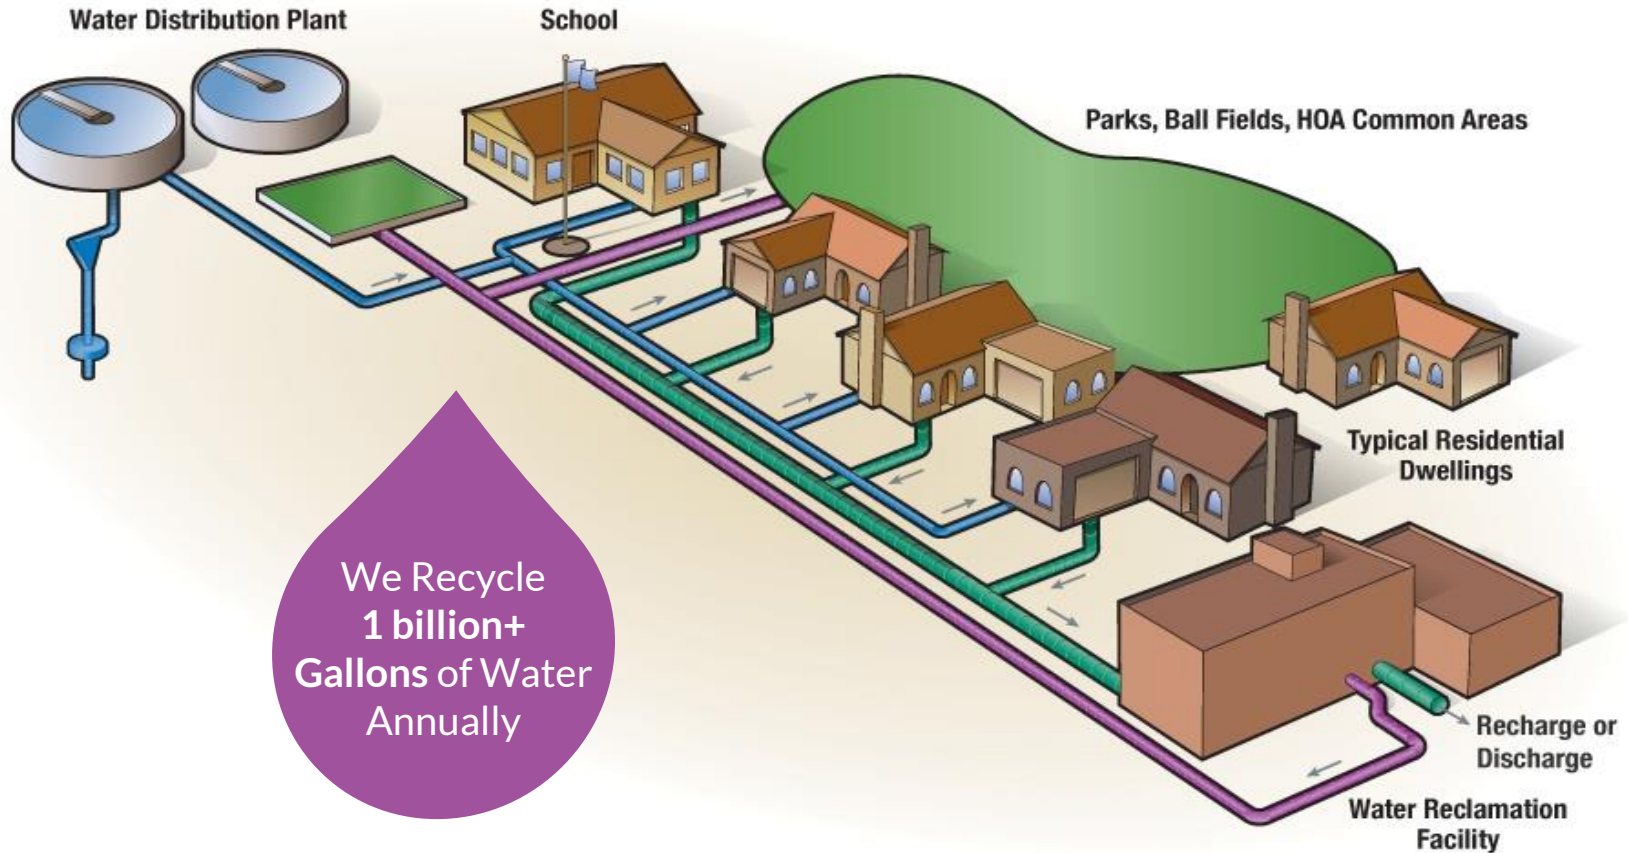 Water Distribution Plant
School
Parks, Ball Fields, HOA Common Areas
Typical Residential
Dwellings
We Recycle
1 billion+
Gallons of Water
Annually
Recharge or
Discharge
Water Reclamation
Facility